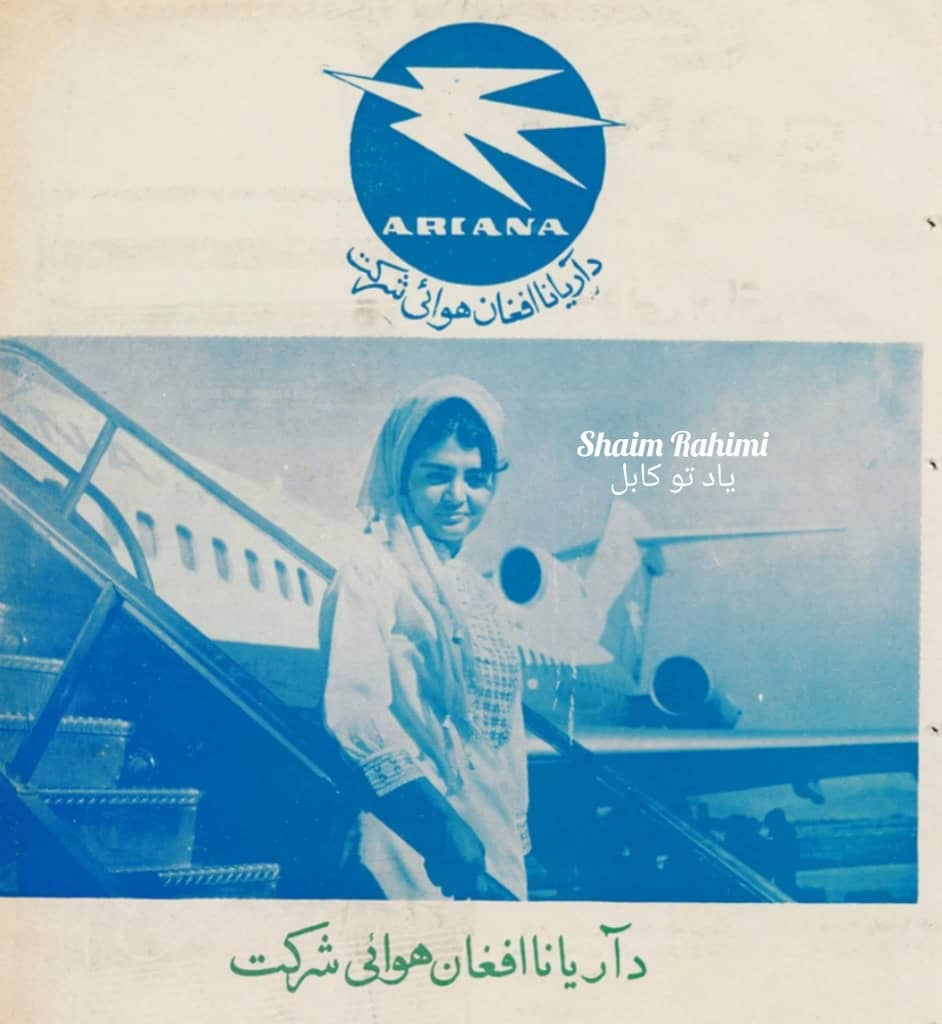 ARIANA
د آریانا افغان هوائی شرکت
Shaim Rahimi
یاد تو کابل
د آریانا افغان هوائی شرکت